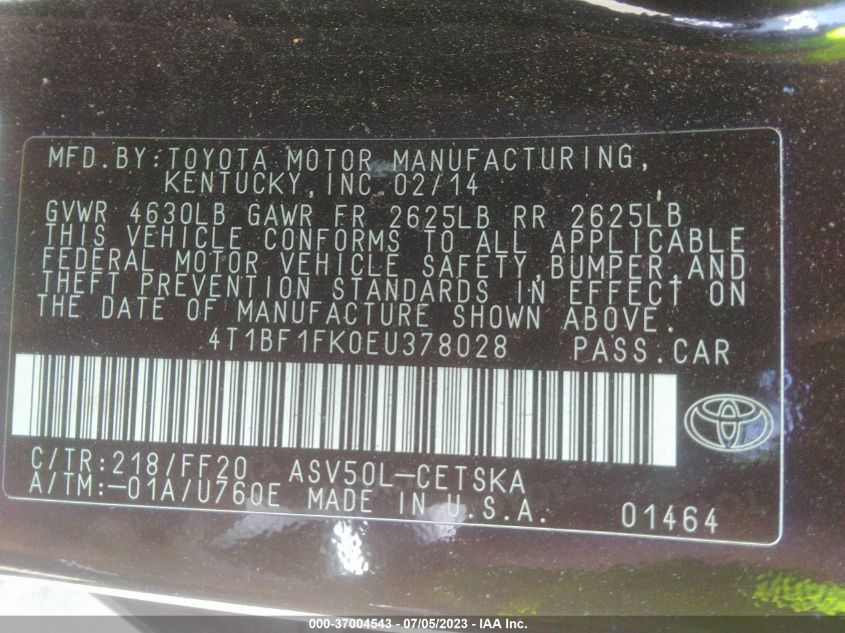 MFD.BY:TOYOTA MOTOR MANUFACTURING,
KENTUCKY,INC.02/14
GVWR 4630LB GAWR FR 2625LB RR 2625LB
THIS VEHICLE CONFORMS TO ALL APPLICABLE
FEDERAL MOTOR VEHICLE SAFETY,BUMPER,AND
THEFT PREVENTION STANDARDS IN EFFECT ON
THE DATE OF MANUFACTURE SHOWN ABOVE.
4T1BF1FK0EU378028 PASS.CAR
C/TR:218/FF20 ASV50L-CETSKA
A/TM:-01A/U760E MADE IN U.S.A. 01464
000-37004543 - 07/05/2023 - IAA Inc.